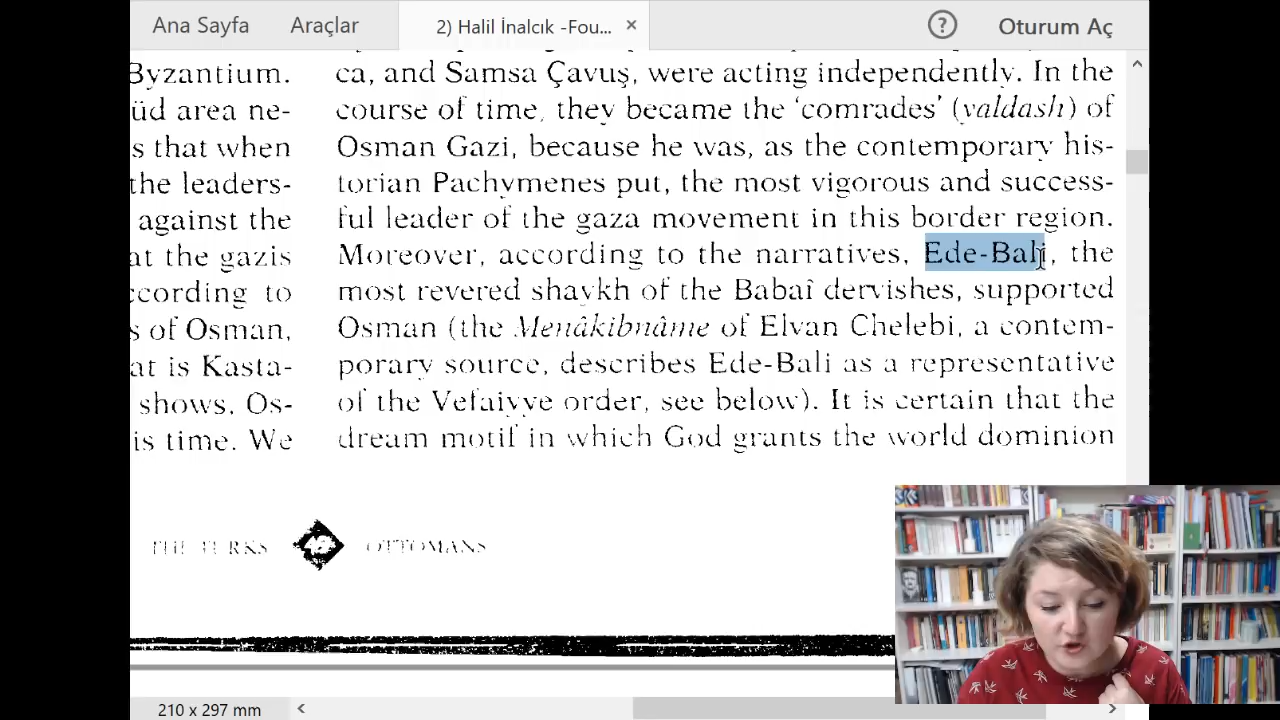 Ana Sayfa
Araçlar
2) Halil İnalcık -Fou...
Oturum Aç
Byzantium.
üd area ne-
s that when
the leaders-
against the
at the gazis
ccording to
s of Osman,
at is Kasta-
shows, Os-
is time. We
ca, and Samsa Çavuş, were acting independently. In the
course of time, they became the 'comrades' (yaldash) of
Osman Gazi, because he was, as the contemporary his-
torian Pachymenes put, the most vigorous and success-
ful leader of the gaza movement in this border region.
Moreover, according to the narratives, Ede-Bali, the
most revered shaykh of the Babaî dervishes, supported
Osman (the Menâkibnâme of Elvan Chelebi, a contem-
porary source, describes Ede-Bali as a representative
of the Vefaiyye order, see below). It is certain that the
dream motif in which God grants the world dominion
THE TURKS
OTTOMANS
210 x 297 mm